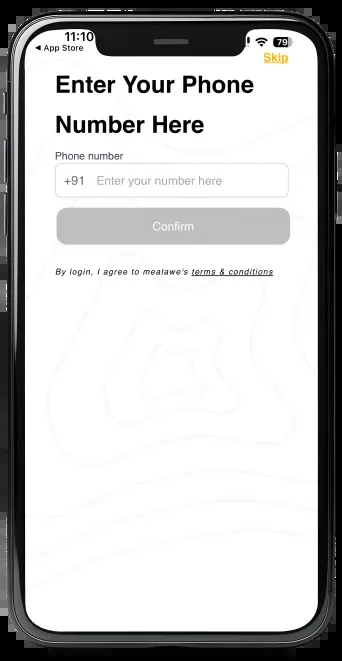 11:10
79
◀ App Store
Skip
Enter Your Phone
Number Here
Phone number
+91 Enter your number here
Confirm
By login, I agree to mealawe's terms & conditions